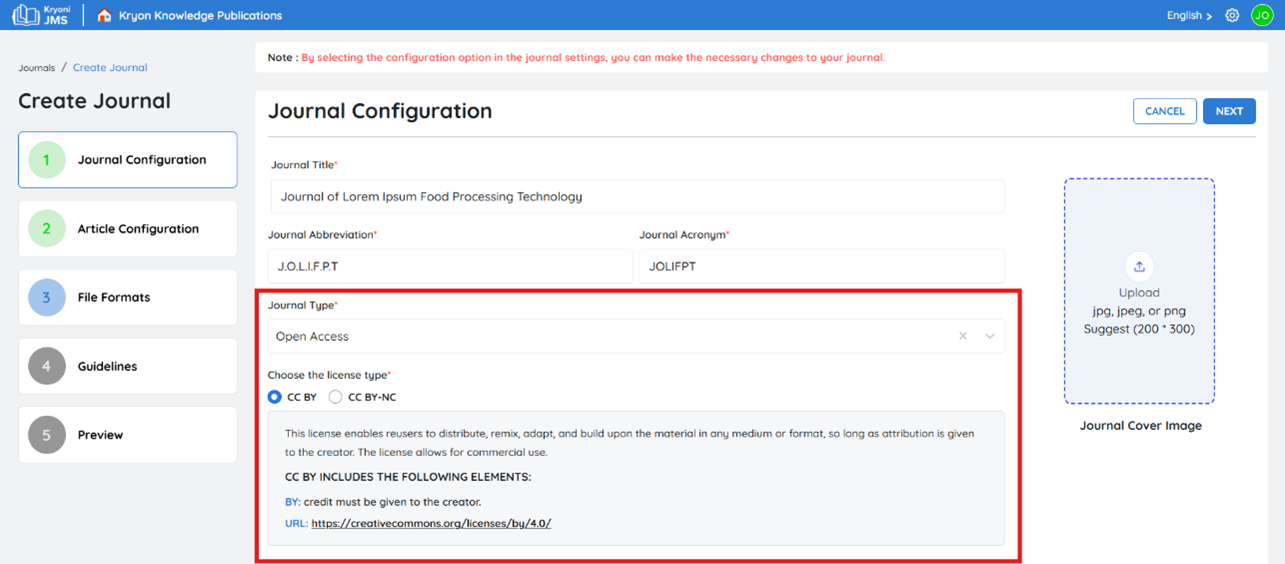 Kryoni
JMS
Kryon Knowledge Publications
English >
JO
Journals / Create Journal
Create Journal
1 Journal Configuration
2 Article Configuration
3 File Formats
4 Guidelines
5 Preview
Note : By selecting the configuration option in the journal settings, you can make the necessary changes to your journal.
Journal Configuration
CANCEL
NEXT
Journal Title*
Journal of Lorem Ipsum Food Processing Technology
Journal Abbreviation*
Journal Acronym*
J.O.L.I.F.P.T
JOLIFPT
Journal Type*
Open Access
Choose the license type*
CC BY
CC BY-NC
This license enables reusers to distribute, remix, adapt, and build upon the material in any medium or format, so long as attribution is given
to the creator. The license allows for commercial use.
CC BY INCLUDES THE FOLLOWING ELEMENTS:
BY: credit must be given to the creator.
URL: https://creativecommons.org/licenses/by/4.0/
Upload
jpg, jpeg, or png
Suggest (200 * 300)
Journal Cover Image